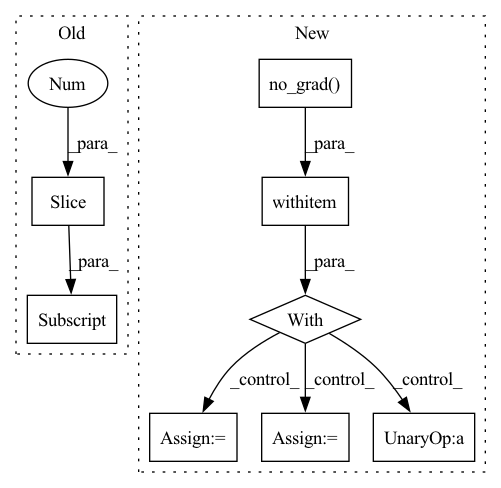 Old
New
Num
no_grad()
_para_
_para_
Slice
withitem
_para_
_para_
Subscript
With
_control_
_control_
_control_
Assign:=
Assign:=
UnaryOp:a